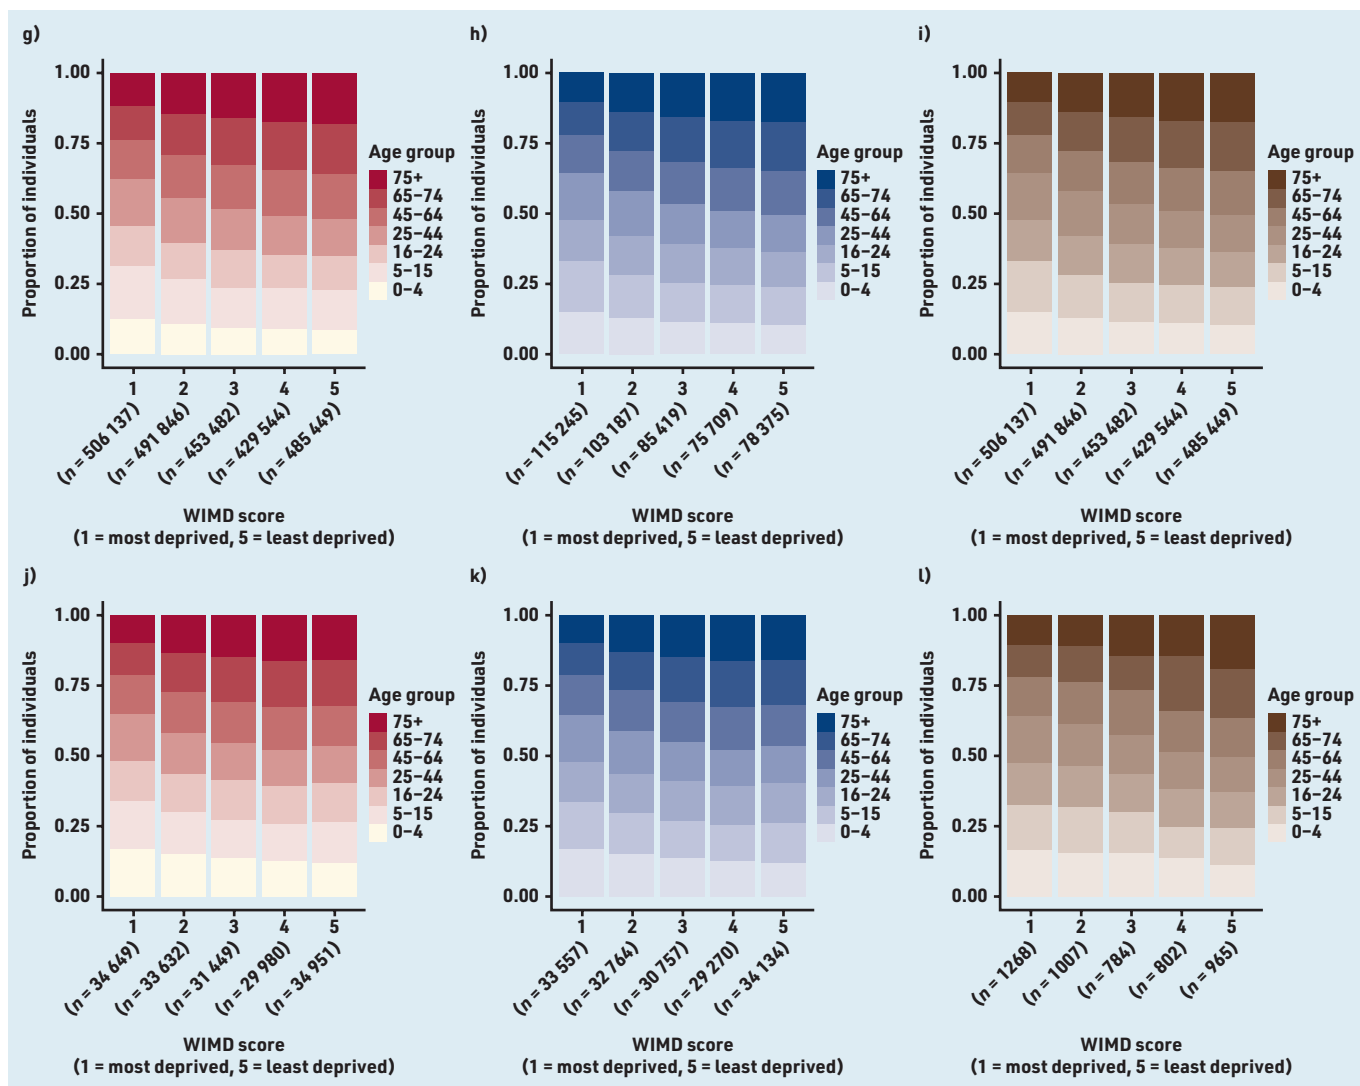 g)
Proportion of individuals
1.00
0.75
0.50
0.25
0.00
Age group
75+
65–74
45–64
25–44
16–24
5–15
0–4
1
2
3
4
5
(n = 506 137)
(n = 491 846)
(n = 453 482)
(n = 429 544)
(n = 485 449)
WIMD score
(1 = most deprived, 5 = least deprived)
h)
Proportion of individuals
1.00
0.75
0.50
0.25
0.00
Age group
75+
65–74
45–64
25–44
16–24
5–15
0–4
1
2
3
4
5
(n = 115 245)
(n = 103 187)
(n = 85 419)
(n = 75 709)
(n = 78 375)
WIMD score
(1 = most deprived, 5 = least deprived)
i)
Proportion of individuals
1.00
0.75
0.50
0.25
0.00
Age group
75+
65–74
45–64
25–44
16–24
5–15
0–4
1
2
3
4
5
(n = 506 137)
(n = 491 846)
(n = 453 482)
(n = 429 544)
(n = 485 449)
WIMD score
(1 = most deprived, 5 = least deprived)
j)
Proportion of individuals
1.00
0.75
0.50
0.25
0.00
Age group
75+
65–74
45–64
25–44
16–24
5–15
0–4
1
2
3
4
5
(n = 34 649)
(n = 33 632)
(n = 31 449)
(n = 29 980)
(n = 34 951)
WIMD score
(1 = most deprived, 5 = least deprived)
k)
Proportion of individuals
1.00
0.75
0.50
0.25
0.00
Age group
75+
65–74
45–64
25–44
16–24
5–15
0–4
1
2
3
4
5
(n = 33 557)
(n = 32 764)
(n = 30 757)
(n = 29 270)
(n = 34 134)
WIMD score
(1 = most deprived, 5 = least deprived)
l)
Proportion of individuals
1.00
0.75
0.50
0.25
0.00
Age group
75+
65–74
45–64
25–44
16–24
5–15
0–4
1
2
3
4
5
(n = 1268)
(n = 1007)
(n = 784)
(n = 802)
(n = 965)
WIMD score
(1 = most deprived, 5 = least deprived)